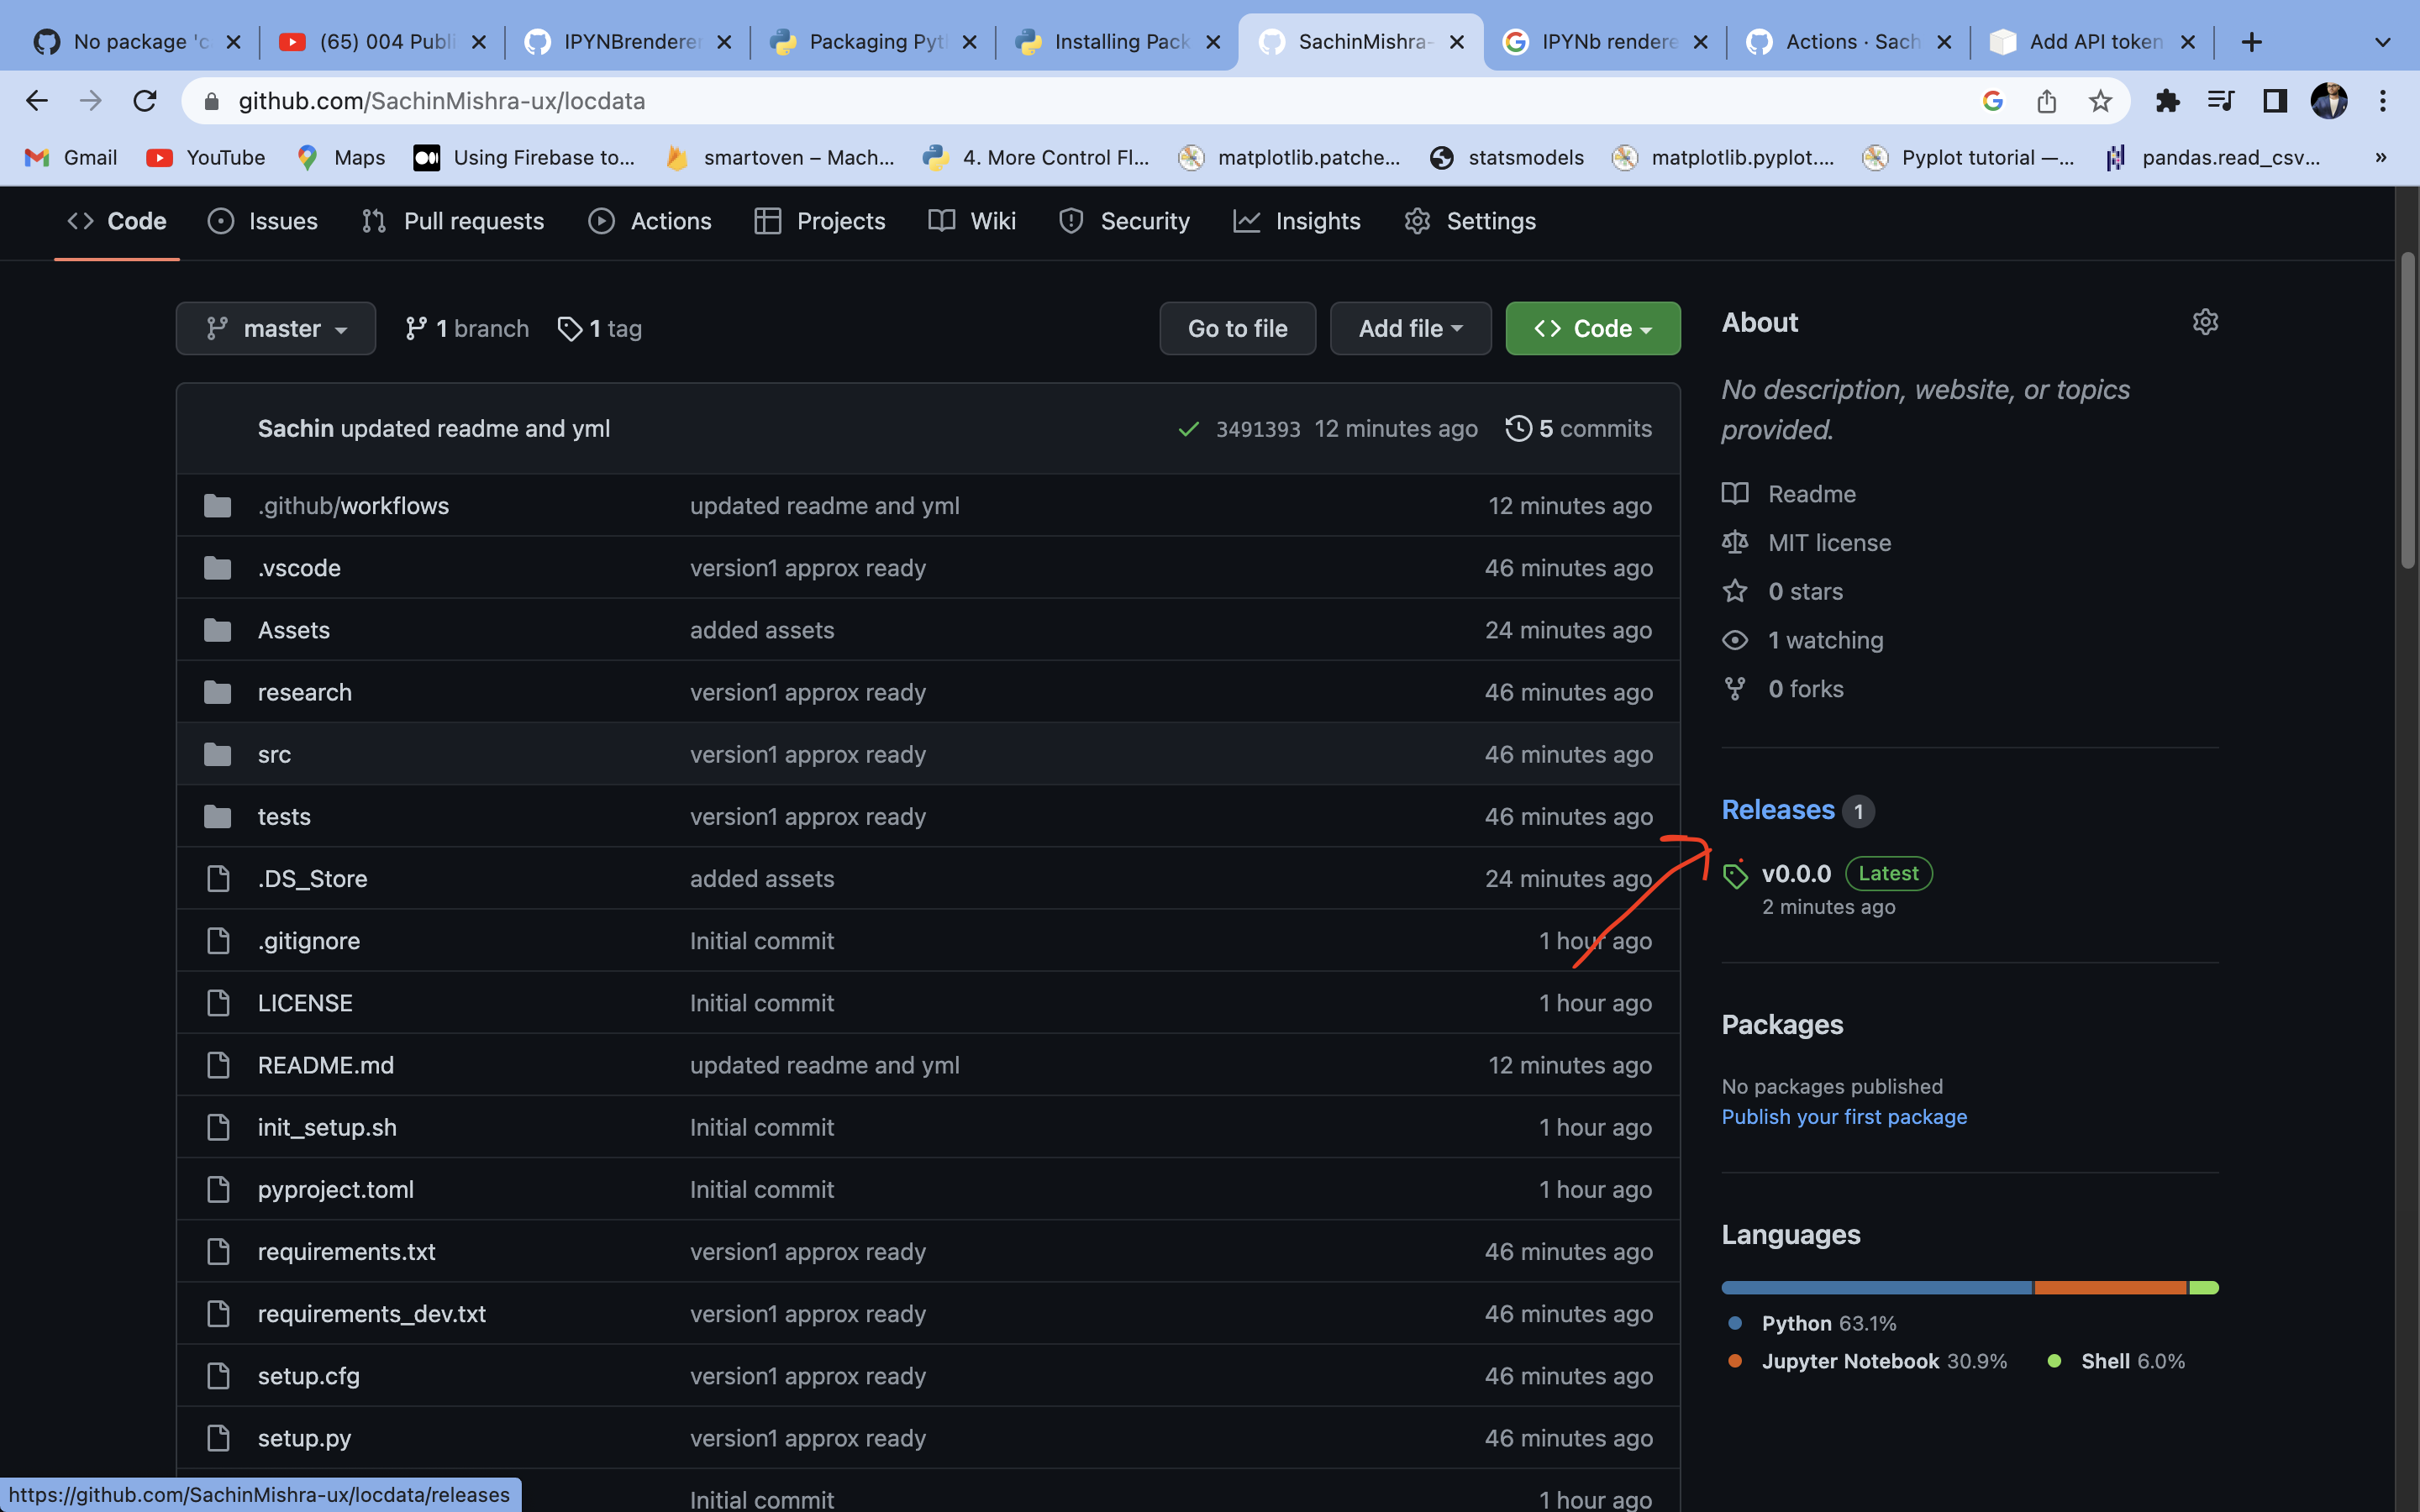 No package 'c
(65) 004 Publi
IPYNBrenderer
Packaging Pyt
Installing Pack
SachinMishra-
IPYNb rendere
Actions · Sach
Add API token
github.com/SachinMishra-ux/locdata
Gmail
YouTube
Maps
Using Firebase to...
smartoven – Mach...
4. More Control Fl...
matplotlib.patche...
statsmodels
matplotlib.pyplot....
Pyplot tutorial —...
pandas.read_csv...
»
Code
Issues
Pull requests
Actions
Projects
Wiki
Security
Insights
Settings
master
1 branch
1 tag
Go to file
Add file
Code
Sachin updated readme and yml
3491393 12 minutes ago
5 commits
.github/workflows updated readme and yml 12 minutes ago
.vscode version1 approx ready 46 minutes ago
Assets added assets 24 minutes ago
research version1 approx ready 46 minutes ago
src version1 approx ready 46 minutes ago
tests version1 approx ready 46 minutes ago
.DS_Store added assets 24 minutes ago
.gitignore Initial commit 1 hour ago
LICENSE Initial commit 1 hour ago
README.md updated readme and yml 12 minutes ago
init_setup.sh Initial commit 1 hour ago
pyproject.toml Initial commit 1 hour ago
requirements.txt version1 approx ready 46 minutes ago
requirements_dev.txt version1 approx ready 46 minutes ago
setup.cfg version1 approx ready 46 minutes ago
setup.py version1 approx ready 46 minutes ago
Initial commit 1 hour ago
About
No description, website, or topics
provided.
Readme
MIT license
0 stars
1 watching
0 forks
Releases 1
v0.0.0 Latest
2 minutes ago
Packages
No packages published
Publish your first package
Languages
Python 63.1%
Jupyter Notebook 30.9%
Shell 6.0%
https://github.com/SachinMishra-ux/locdata/releases